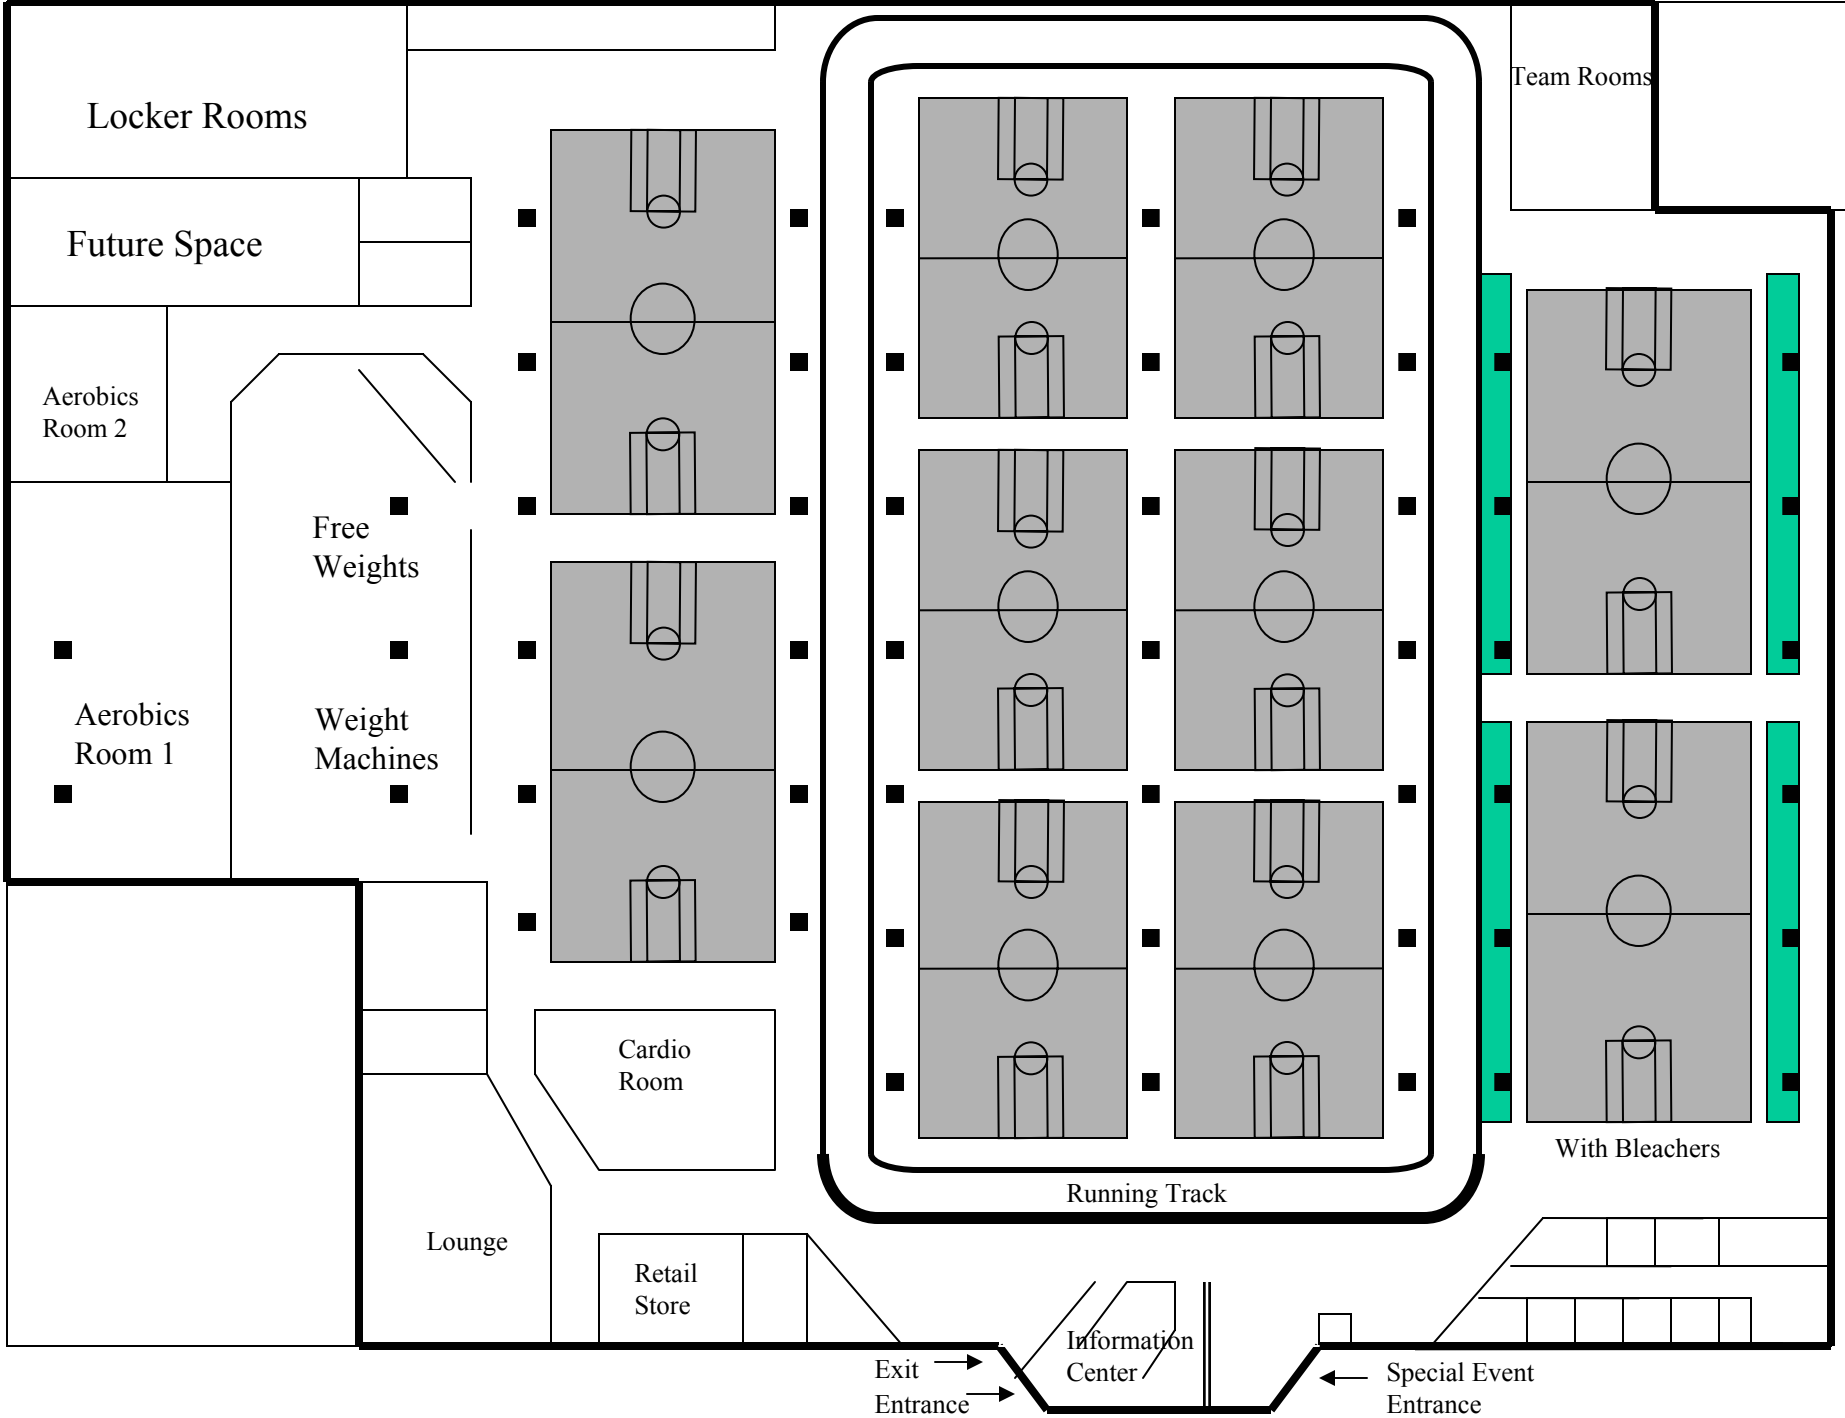 Team Rooms
Locker Rooms
Future Space
Aerobics
Room 2
Free
Weights
Aerobics
Room 1
Weight
Machines
Cardio
Room
With Bleachers
Running Track
Lounge
Retail
Store
Information
Center
Exit
Entrance
Special Event
Entrance